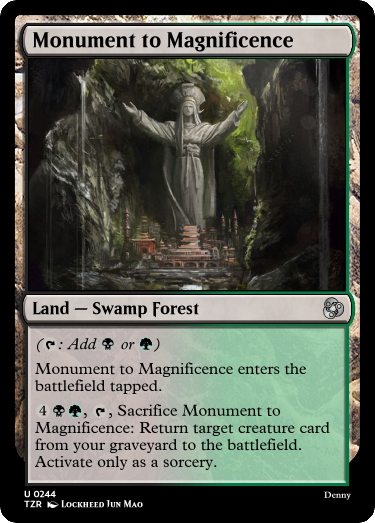 Monument to Magnificence
Land — Swamp Forest
(: Add or )
Monument to Magnificence enters the
battlefield tapped.
4, , Sacrifice Monument to
Magnificence: Return target creature card
from your graveyard to the battlefield.
Activate only as a sorcery.
U 0244
TZR Lockheed Jun Mao
Denny